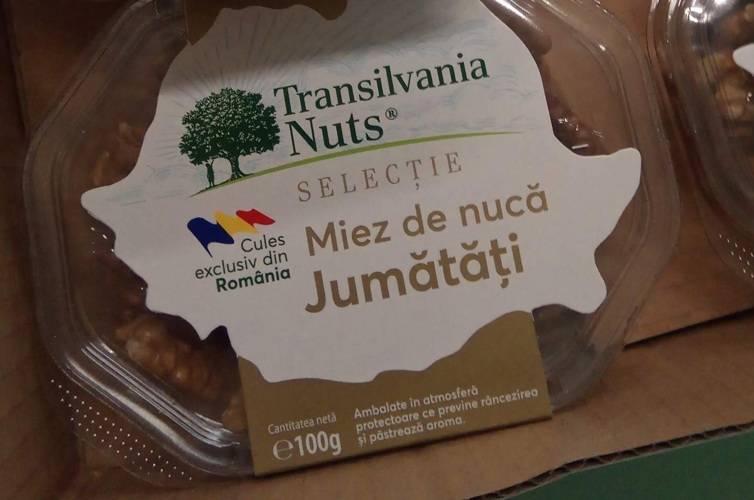 Transilvania
Nuts®
SELECȚIE
Cules
exclusiv din
România
Miez de nucă
Jumătăți
Cantitatea netă
℮100g
Ambalate în atmosferă
protectoare ce previne râncezirea
și păstrează aroma.